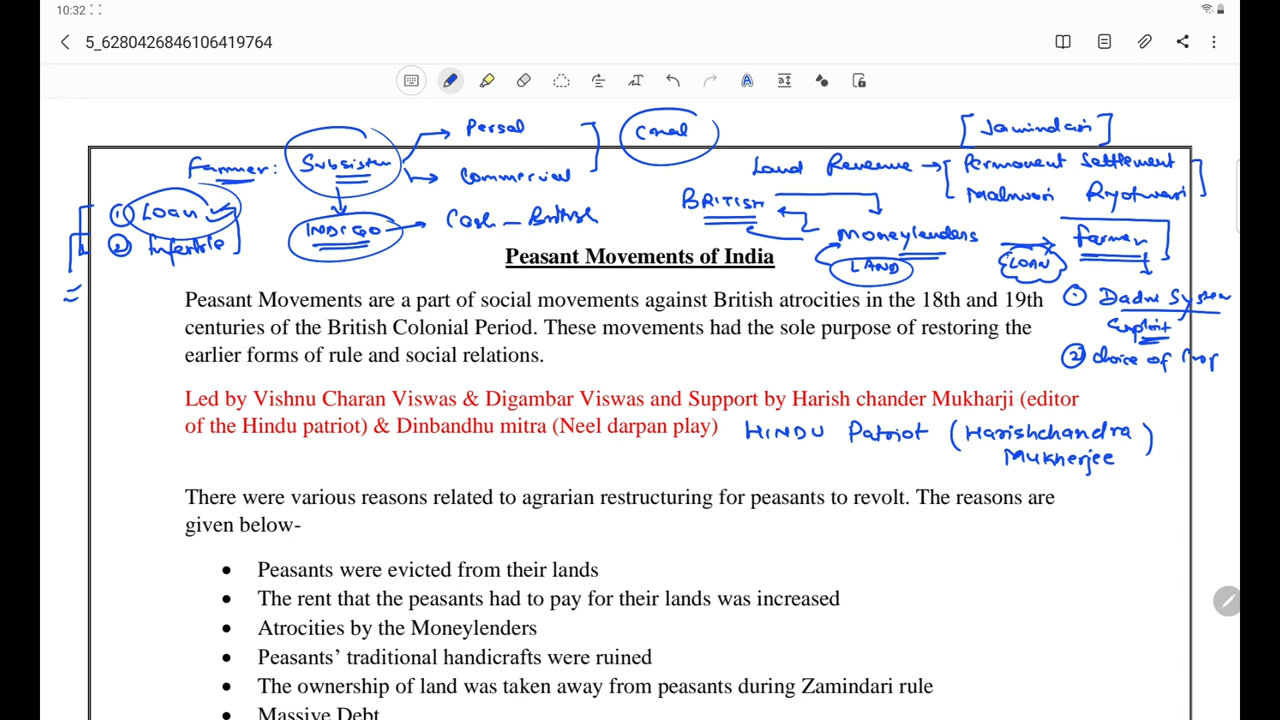 10:32
5_6280426846106419764
Persal
Canal
[Jamindari]
Farmer: Subsisten
Commercial
Land Revenue → Permonent Settlement
Mahwari Ryotwari
① Loan
② Infertile
INDIGO
Cash - British
BRITISH
Moneylenders
farmer
LAND
LOAN
Peasant Movements of India
Peasant Movements are a part of social movements against British atrocities in the 18th and 19th
centuries of the British Colonial Period. These movements had the sole purpose of restoring the
earlier forms of rule and social relations.
① Dadni System
Exploit
② choice of
Led by Vishnu Charan Viswas & Digambar Viswas and Support by Harish chander Mukharji (editor
of the Hindu patriot) & Dinbandhu mitra (Neel darpan play)
HINDU Patriot (Harishchandra
Mukherjee)
There were various reasons related to agrarian restructuring for peasants to revolt. The reasons are
given below-
• Peasants were evicted from their lands
• The rent that the peasants had to pay for their lands was increased
• Atrocities by the Moneylenders
• Peasants’ traditional handicrafts were ruined
• The ownership of land was taken away from peasants during Zamindari rule
• Massive Debt